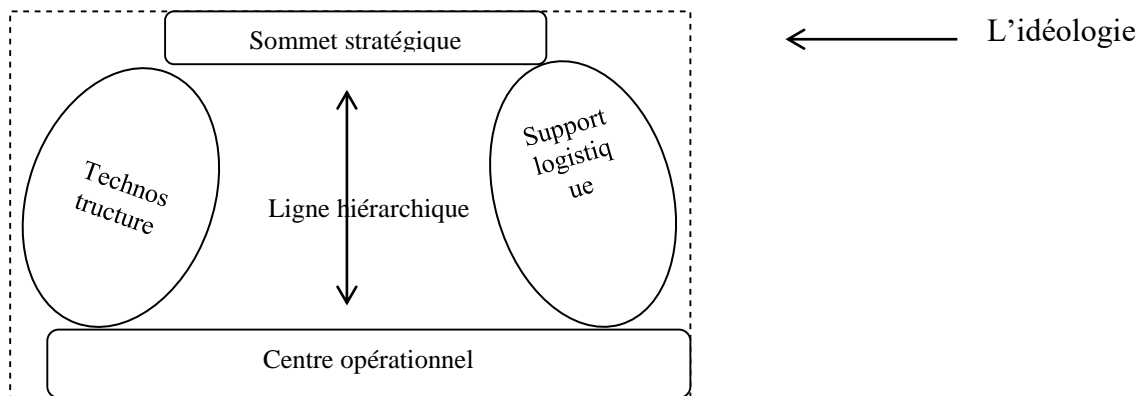 Sommet stratégique
L’idéologie
Technos
tructure
Support
logistiq
ue
Ligne hiérarchique
Centre opérationnel